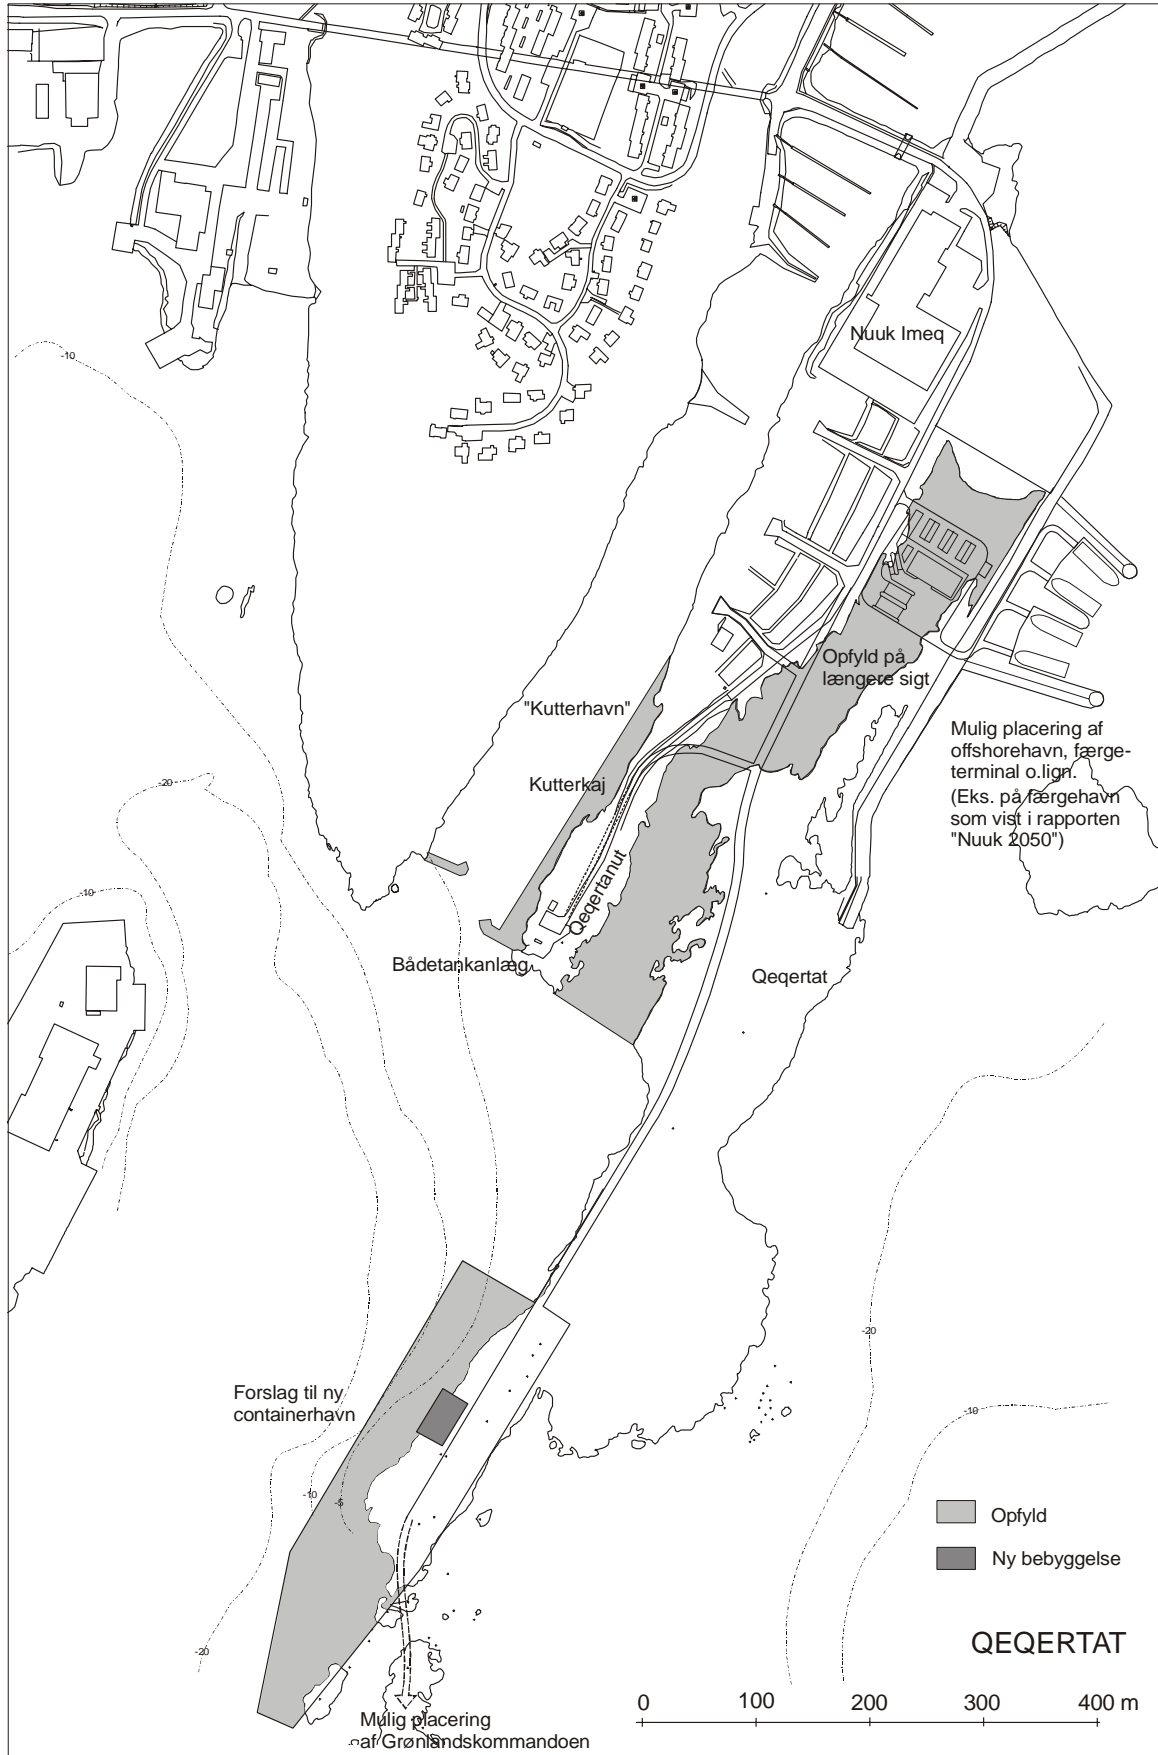 -10
Nuuk Imeq
Opfyld på
længere sigt
"Kutterhavn"
Mulig placering af
offshorehavn, færge-
terminal o.lign.
(Eks. på færgehavn
som vist i rapporten
"Nuuk 2050")
-20
Kutterkaj
Qeqertanut
-10
Bådetankanlæg
Qeqertat
-20
Forslag til ny
containerhavn
-10
-10
-5
Opfyld
Ny bebyggelse
-20
QEQERTAT
0 100 200 300 400 m
Mulig placering
af Grønlandskommandoen